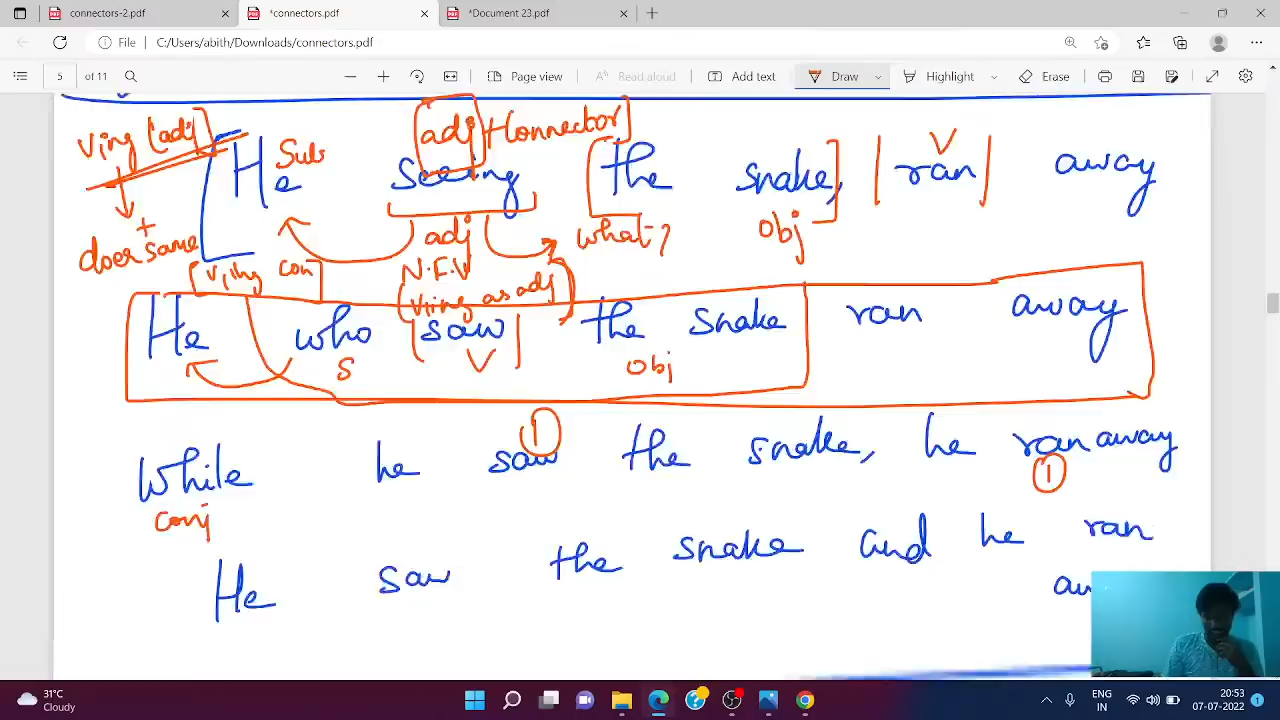 connectors-2.pdf
*connectors.pdf
*Document 23.pdf
File C:/Users/abith/Downloads/connectors.pdf
5 of 11
Page view
Read aloud
Add text
Draw
Highlight
Erase
Ving (adj)
adj + Connector
V
He Sub seeing the snake, ran away
+
does same
adj
what?
obj
N.F.V
V, ing con
Ving as adj
He who saw the snake ran away
S V obj
1
While he saw the snake, he ran away
1
conj
He saw the snake and he ran
31°C
Cloudy
ENG
IN
20:53
07-07-2022
1